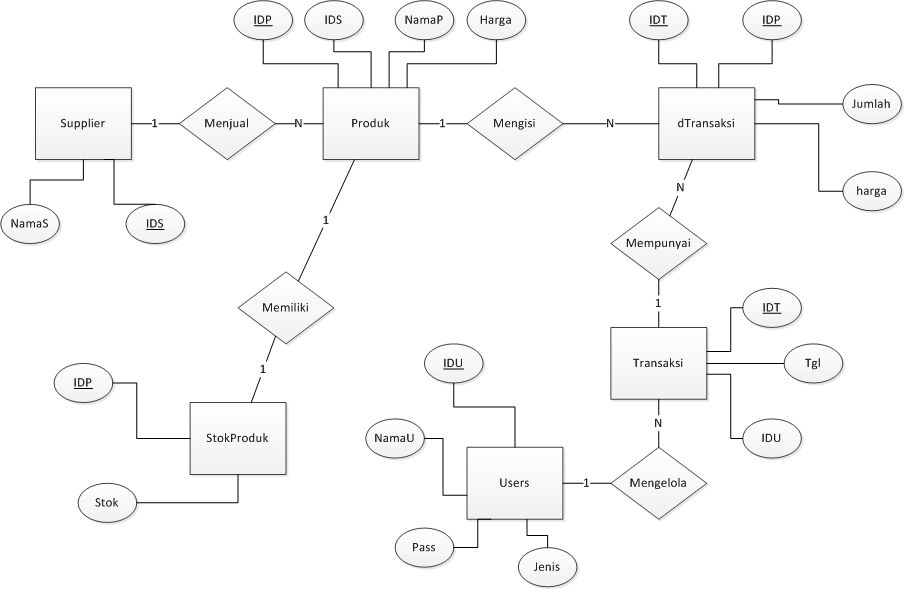 IDP
IDS
NamaP
Harga
IDT
IDP
Supplier
1
Menjual
N
Produk
1
Mengisi
N
dTransaksi
Jumlah
harga
NamaS
IDS
1
N
Mempunyai
Memiliki
1
IDT
1
IDP
IDU
Transaksi
Tgl
StokProduk
NamaU
N
IDU
Stok
Users
1
Mengelola
Pass
Jenis